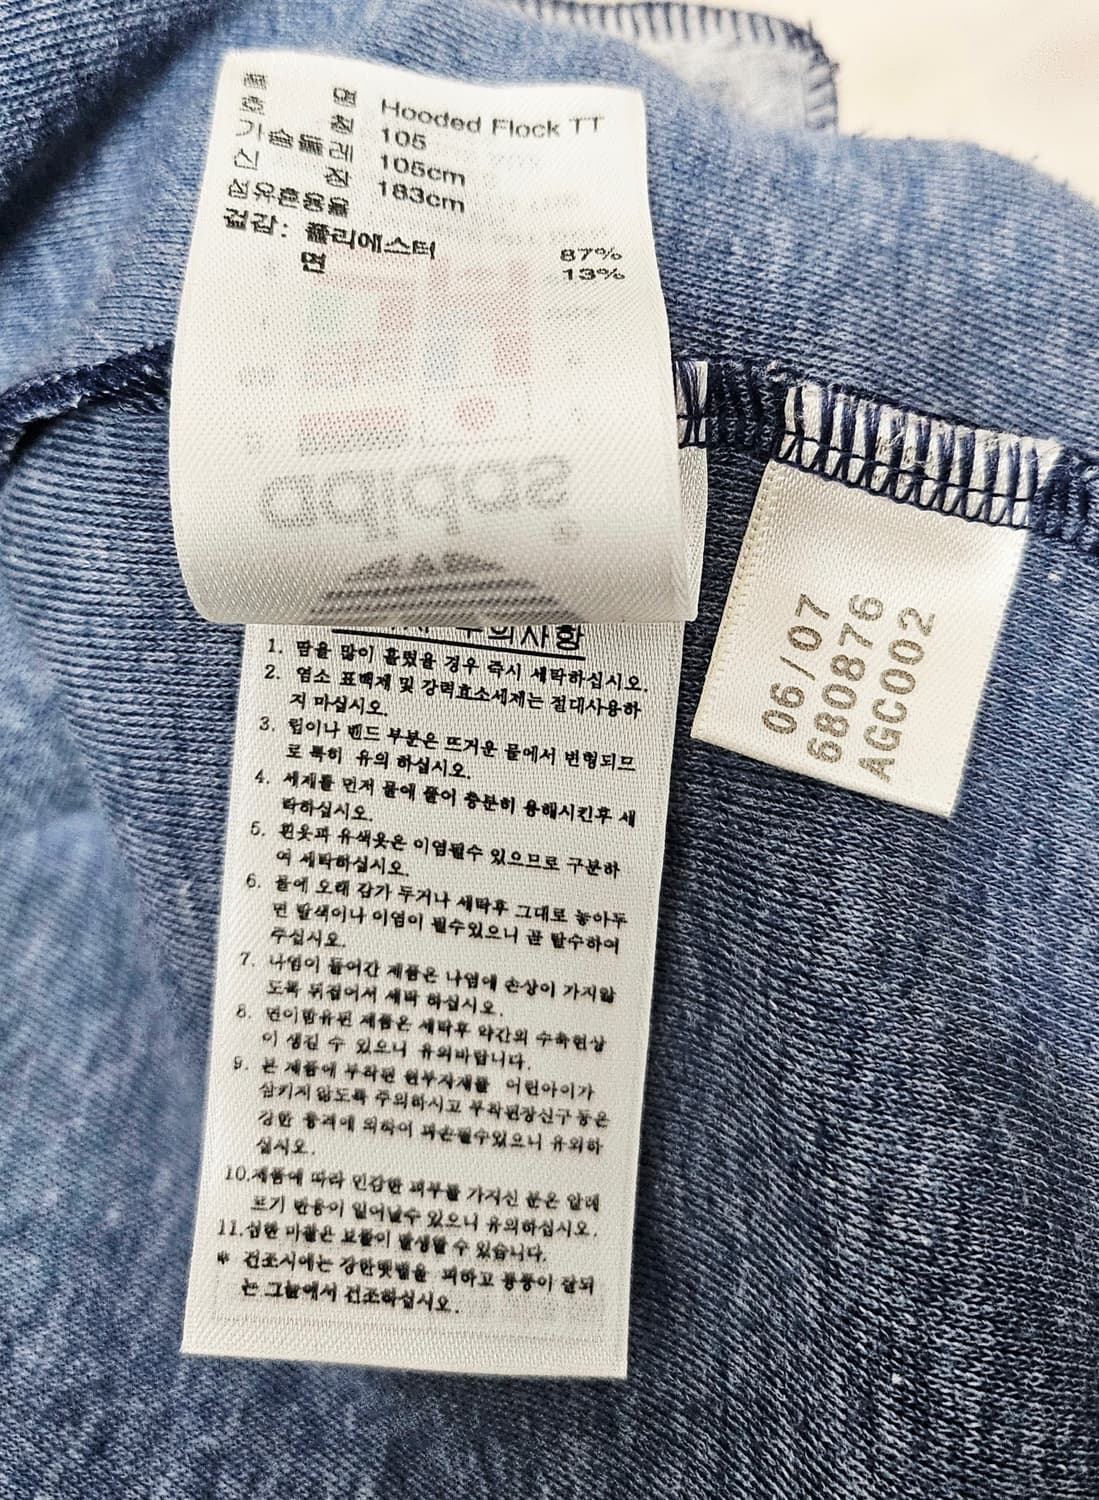 품 명 Hooded Flock TT
호 칭 105
가슴둘레 105cm
신 장 183cm
섬유혼용율
겉감: 폴리에스터 87%
면 13%
adidas
의사항
1. 땀을 많이 흘렸을 경우 즉시 세탁하십시오.
2. 염소 표백제 및 강력효소세제는 절대사용하
지 마십시오.
3. 립이나 밴드 부분은 뜨거운 물에서 변형되므
로 특히 유의 하십시오.
4. 세제를 먼저 물에 풀어 충분히 용해시킨후 세
탁하십시오.
5. 흰옷과 유색옷은 이염될수 있으므로 구분하
여 세탁하십시오.
6. 물에 오래 담가 두거나 세탁후 그대로 놓아두
면 탈색이나 이염이 될수있으니 곧 탈수하여
주십시오.
7. 나염이 들어간 제품은 나염에 손상이 가지않
도록 뒤집어서 세탁 하십시오.
8. 면이함유된 제품은 세탁후 약간의 수축현상
이 생길 수 있으니 유의바랍니다.
9. 본 제품에 부착된 원부자재를 어린아이가
삼키지않도록 주의하시고 부착된장신구등은
강한 충격에 의하여 파손될수있으니 유의하
십시오.
10.제품에 따라 민감한 피부를 가지신 분은 알레
르기 반응이 일어날수 있으니 유의하십시오.
11.심한 마찰은 보풀이 발생할 수 있습니다.
* 건조시에는 강한햇볕을 피하고 통풍이 잘되
는 그늘에서 건조하십시오.
06/07
680876
AGC002